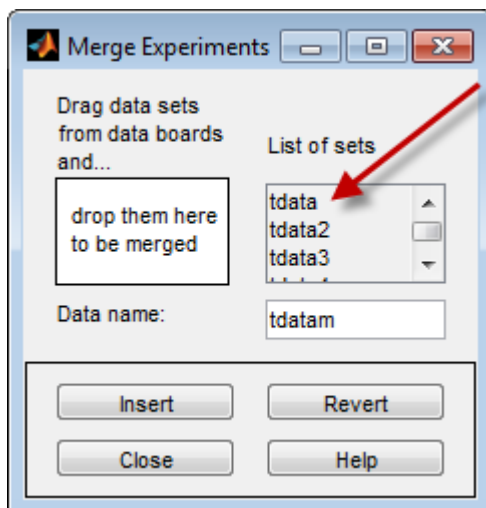 Merge Experiments
Drag data sets
from data boards
and...
List of sets
drop them here
to be merged
tdata
tdata2
tdata3
Data name:
tdatam
Insert
Revert
Close
Help